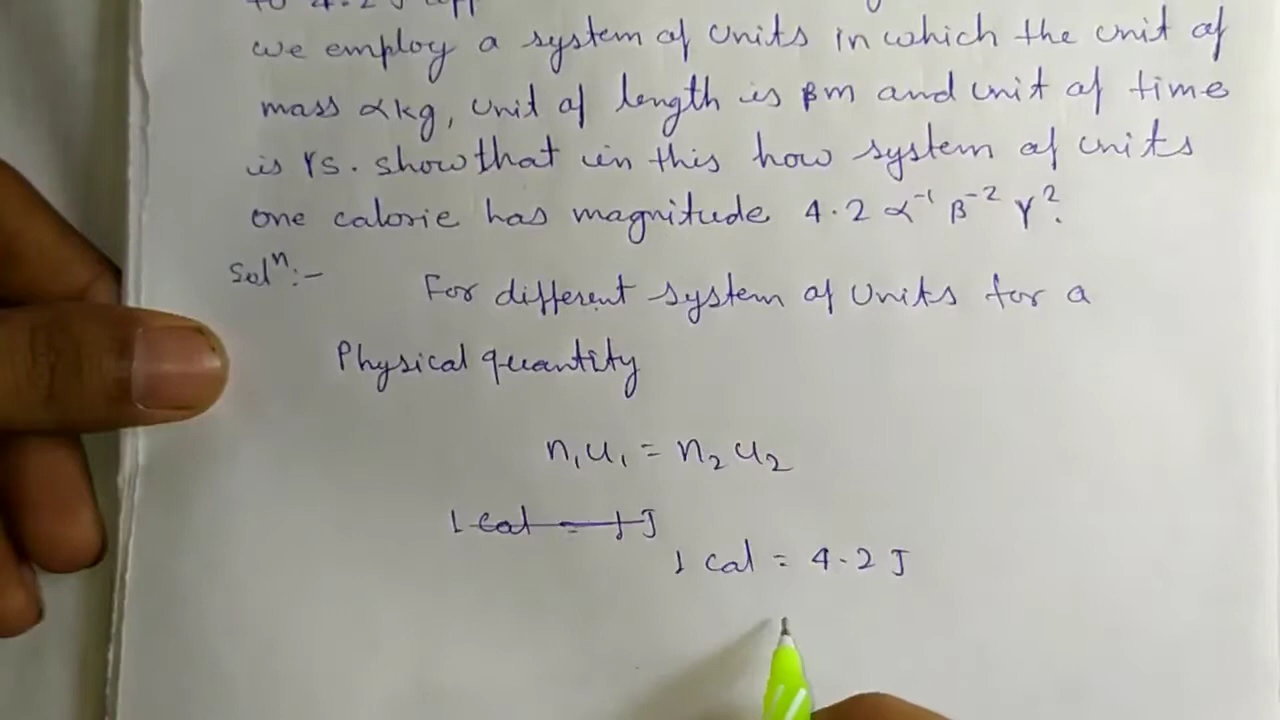 to 4.2 J
we employ a system of units in which the unit of
mass αkg, unit of length is βm and unit of time
is γs. show that in this how system of units
one calorie has magnitude 4.2 α⁻¹ β⁻² γ²?
Solⁿ:- For different system of units for a
Physical quantity
n₁u₁ = n₂u₂
1 Cal = 1 J
1 cal = 4.2 J